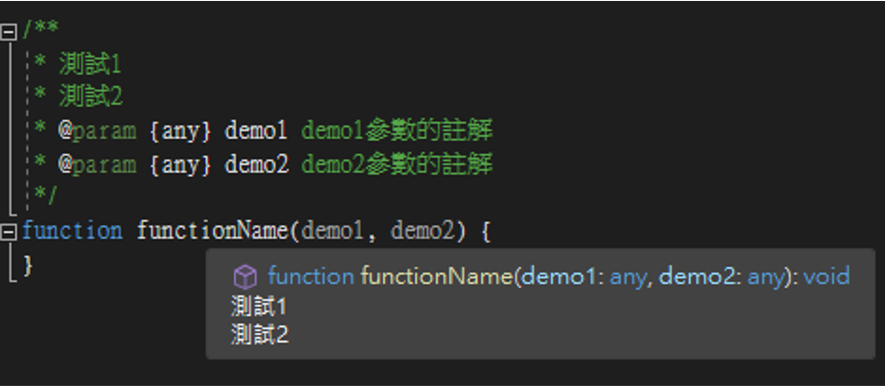 /**
* 測試1
* 測試2
* @param {any} demo1 demo1參數的註解
* @param {any} demo2 demo2參數的註解
*/
function functionName(demo1, demo2) {
}
function functionName(demo1: any, demo2: any): void
測試1
測試2